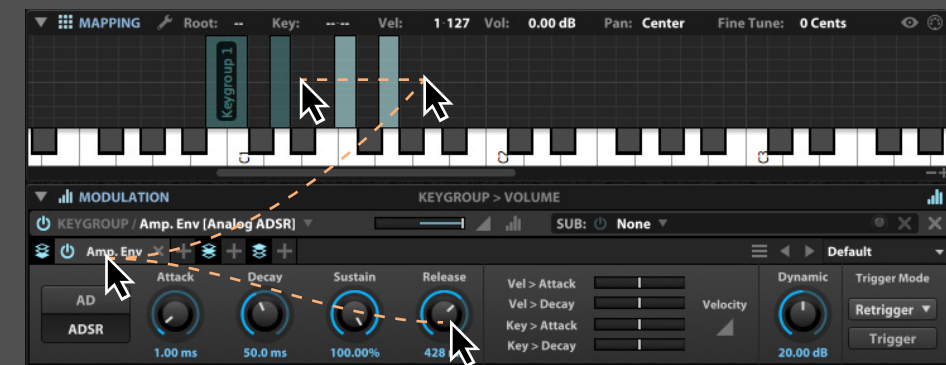 MAPPING Root: -- Key: --·-- Vel: 1·127 Vol: 0.00 dB Pan: Center Fine Tune: 0 Cents
Keygroup 1
C1 C2 C3
MODULATION KEYGROUP > VOLUME
KEYGROUP / Amp. Env [Analog ADSR] SUB: None
Amp. Env Default
Attack Decay Sustain Release Dynamic Trigger Mode
Vel > Attack
AD Vel > Decay Velocity Retrigger
ADSR Key > Attack
Key > Decay Trigger
1.00 ms 50.0 ms 100.00% 428 20.00 dB